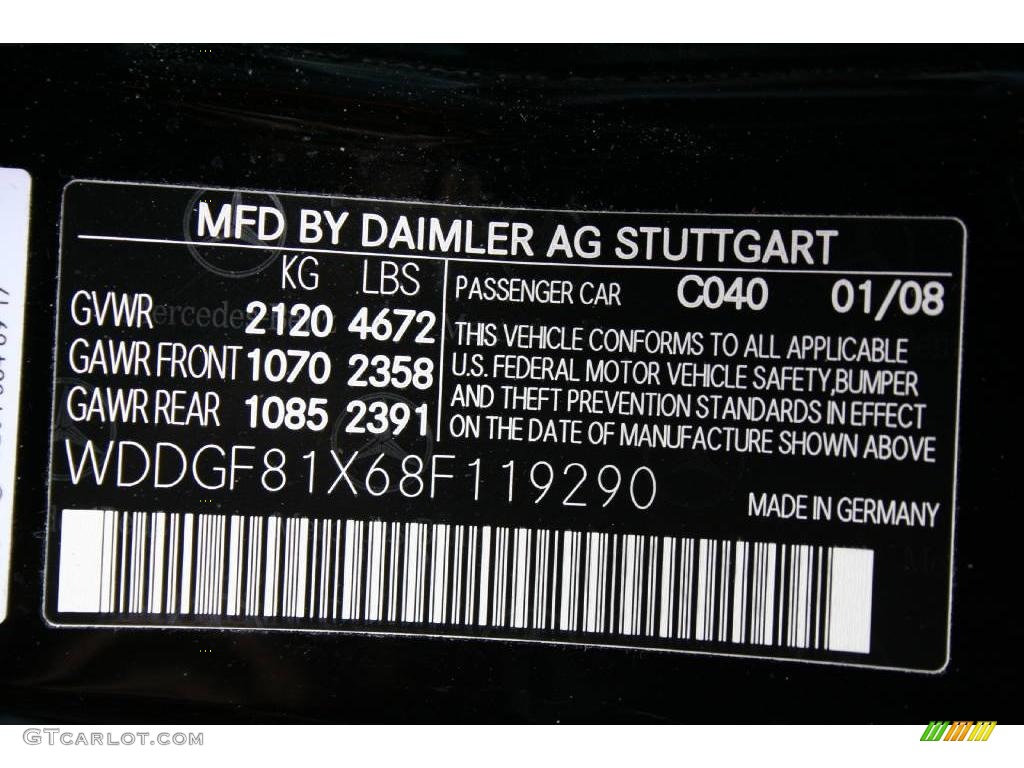 MFD BY DAIMLER AG STUTTGART
KG LBS
GVWR 2120 4672
GAWR FRONT 1070 2358
GAWR REAR 1085 2391
PASSENGER CAR C040 01/08
THIS VEHICLE CONFORMS TO ALL APPLICABLE
U.S. FEDERAL MOTOR VEHICLE SAFETY,BUMPER
AND THEFT PREVENTION STANDARDS IN EFFECT
ON THE DATE OF MANUFACTURE SHOWN ABOVE
WDDGF81X68F119290
MADE IN GERMANY
GTCARLOT.COM